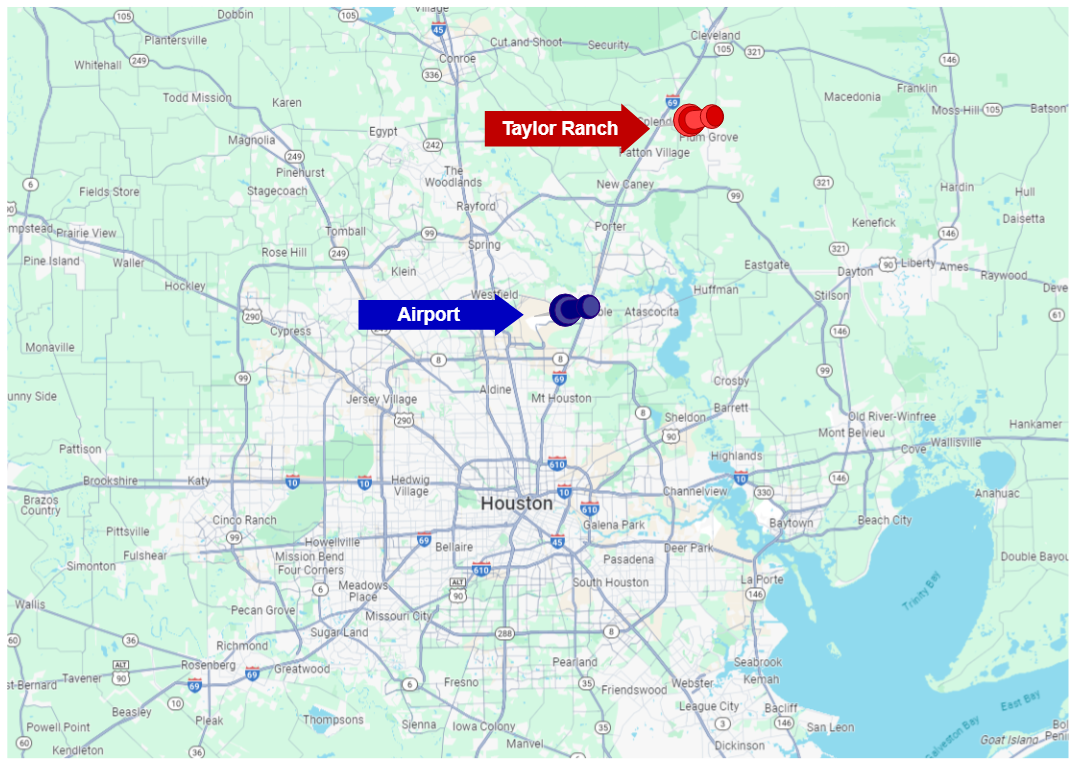 Village
105
Dobbin
105
45
Cleveland
Plantersville
Cut and Shoot
Security
105
321
Whitehall
249
Conroe
146
336
Franklin
Todd Mission
Karen
69
Macedonia
Moss Hill
105
Batson
Taylor Ranch
Splend
Egypt
Plum Grove
Magnolia
242
Patton Village
249
Pinehurst
The
Woodlands
New Caney
321
6
Fields Store
Stagecoach
99
Hardin
Hull
Rayford
Daisetta
Tomball
99
Porter
Kenefick
146
mpstead
Prairie View
Spring
321
Rose Hill
249
Pine Island
Waller
Klein
Eastgate
90
Liberty
Ames
Dayton
Raywood
Hockley
Huffman
Deve
Westfield
Stilson
Airport
ble
Atascocita
290
61
Cypress
146
Monaville
8
8
99
69
99
unny Side
Aldine
Crosby
Jersey Village
Mt Houston
290
8
Sheldon
Barrett
Old River-Winfree
Hankamer
90
Mont Belvieu
Pattison
Cove
Wallisville
Highlands
610
Brookshire
Katy
10
10
Hedwig
Village
10
146
10
Channelview
330
Anahuac
Brazos
Country
Houston
610
Cinco Ranch
Galena Park
Baytown
Beach City
Pittsville
99
Howellville
69
45
Fulshear
Mission Bend
Bellaire
Deer Park
Double Bayou
Simonton
Four Corners
610
Pasadena
Meadows
Place
ALT
90
South Houston
La Porte
6
146
Trinity Bay
Wallis
Pecan Grove
Missouri City
60
36
Sugar Land
288
8
Richmond
ALT
90
Rosenberg
Greatwood
Pearland
Seabrook
Tavener
69
69
6
Fresno
35
Webster
Kemah
st-Bernard
Friendswood
East Bay
10
League City
Bacliff
Beasley
Pleak
Thompsons
3
146
Powell Point
Sienna
Iowa Colony
35
San Leon
60
Manvel
Galveston Bay
Goat Island
Kendleton
36
Dickinson